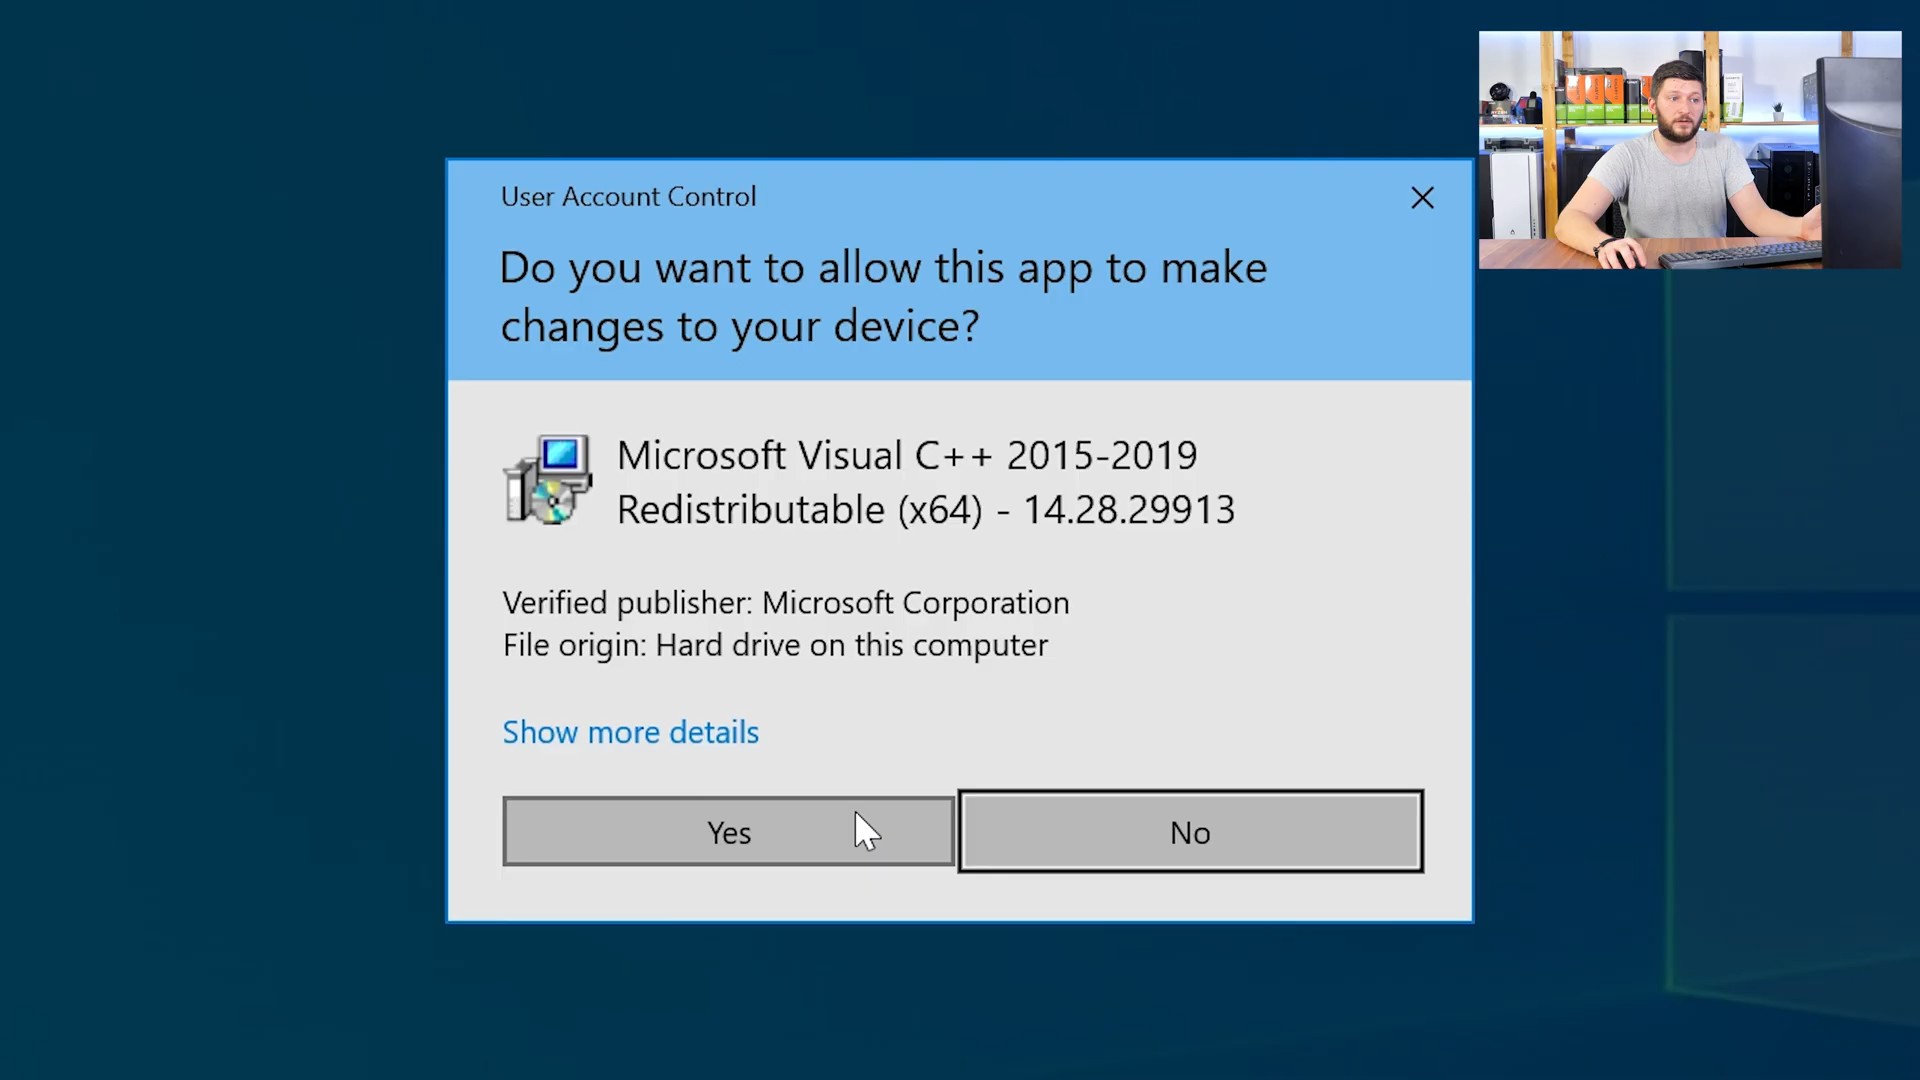 User Account Control
Do you want to allow this app to make
changes to your device?
Microsoft Visual C++ 2015-2019
Redistributable (x64) - 14.28.29913
Verified publisher: Microsoft Corporation
File origin: Hard drive on this computer
Show more details
Yes
No